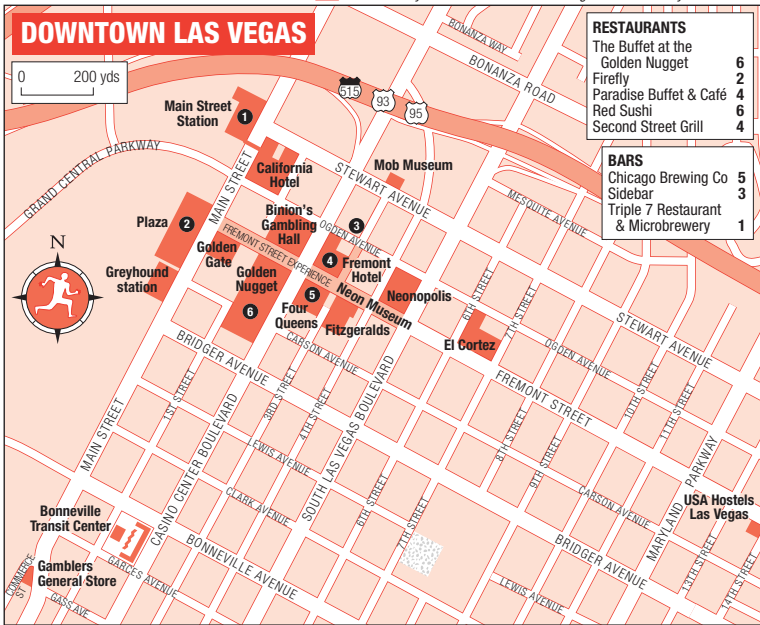 DOWNTOWN LAS VEGAS
0 200 yds
RESTAURANTS
The Buffet at the
Golden Nugget 6
Firefly 2
Paradise Buffet & Café 4
Red Sushi 6
Second Street Grill 4
BARS
Chicago Brewing Co 5
Sidebar 3
Triple 7 Restaurant
& Microbrewery 1
BONANZA WAY
BONANZA ROAD
515
93
95
Main Street
Station
1
GRAND CENTRAL PARKWAY
MAIN STREET
California
Hotel
STEWART AVENUE
Mob Museum
MESQUITE AVENUE
Plaza
2
Binion's
Gambling
Hall
3
OGDEN AVENUE
N
Golden
Gate
FREMONT STREET EXPERIENCE
4
Fremont
Hotel
Greyhound
station
Golden
Nugget
6
5
Four
Queens
Fitzgeralds
Neon Museum
Neonopolis
6TH STREET
7TH STREET
El Cortez
OGDEN AVENUE
STEWART AVENUE
BRIDGER AVENUE
CARSON AVENUE
FREMONT STREET
MAIN STREET
1ST STREET
CASINO CENTER BOULEVARD
3RD STREET
4TH STREET
SOUTH LAS VEGAS BOULEVARD
LEWIS AVENUE
CLARK AVENUE
6TH STREET
7TH STREET
8TH STREET
9TH STREET
10TH STREET
11TH STREET
CARSON AVENUE
MARYLAND PARKWAY
USA Hostels
Las Vegas
Bonneville
Transit Center
BONNEVILLE AVENUE
BRIDGER AVENUE
13TH STREET
14TH STREET
LEWIS AVENUE
COMMERCE
ST
Gamblers
General Store
GARCES AVENUE
GASS AVE